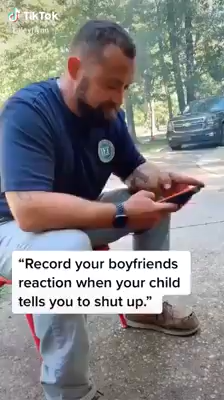 TikTok
“Record your boyfriends
reaction when your child
tells you to shut up.”